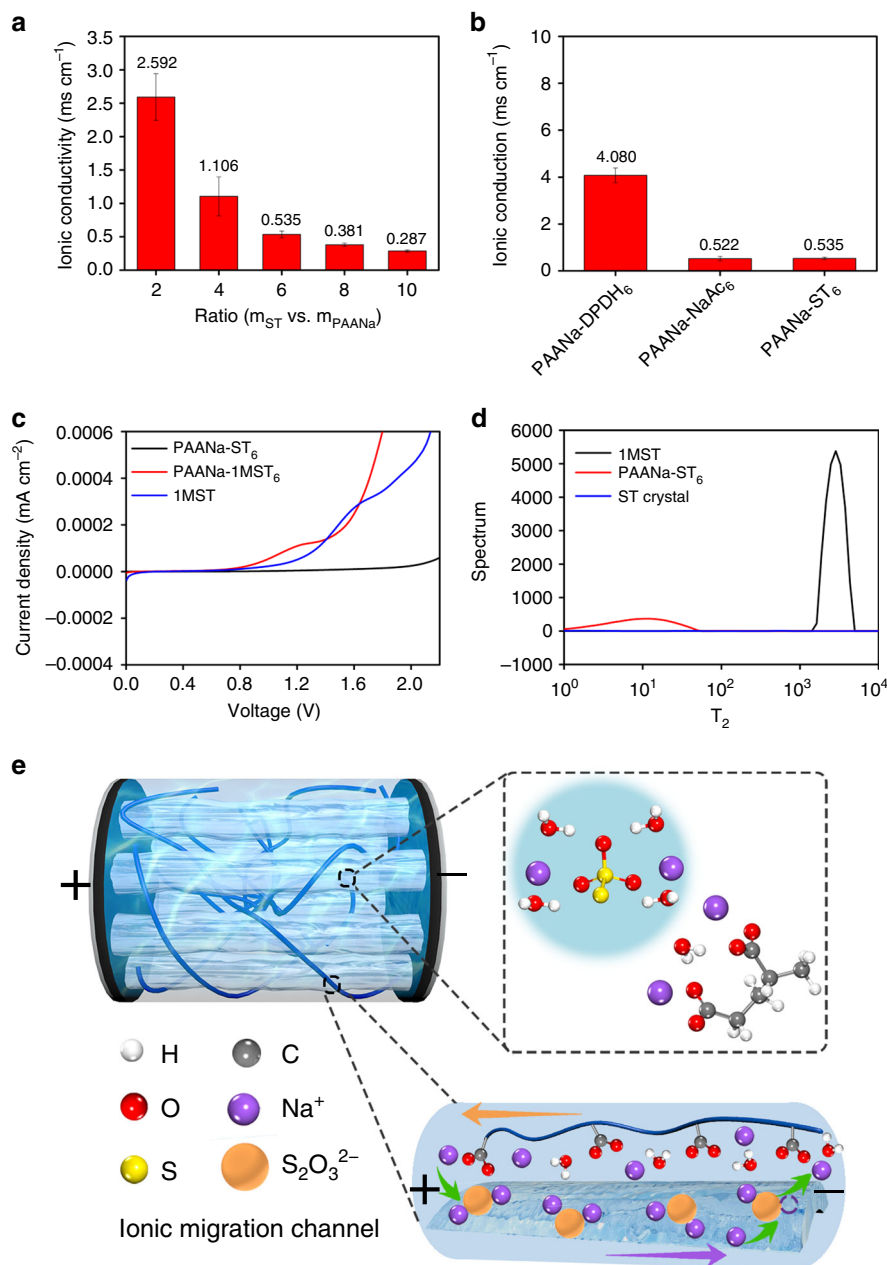 a
Ionic conductivity (ms cm⁻¹)
3.5
3.0
2.5
2.0
1.5
1.0
0.5
0.0
2.592
1.106
0.535
0.381
0.287
2 4 6 8 10
Ratio (m_ST vs. m_PAANa)
b
Ionic conduction (ms cm⁻¹)
10
8
6
4
2
0
4.080
0.522
0.535
PAANa-DPDH₆
PAANa-NaAc₆
PAANa-ST₆
c
Current density (mA cm⁻²)
0.0006
0.0004
0.0002
0.0000
−0.0002
−0.0004
PAANa-ST₆
PAANa-1MST₆
1MST
0.0 0.4 0.8 1.2 1.6 2.0
Voltage (V)
d
Spectrum
6000
5000
4000
3000
2000
1000
0
−1000
1MST
PAANa-ST₆
ST crystal
10⁰ 10¹ 10² 10³ 10⁴
T₂
e
+
−
H
C
O
Na⁺
S
S₂O₃²⁻
Ionic migration channel
+
−